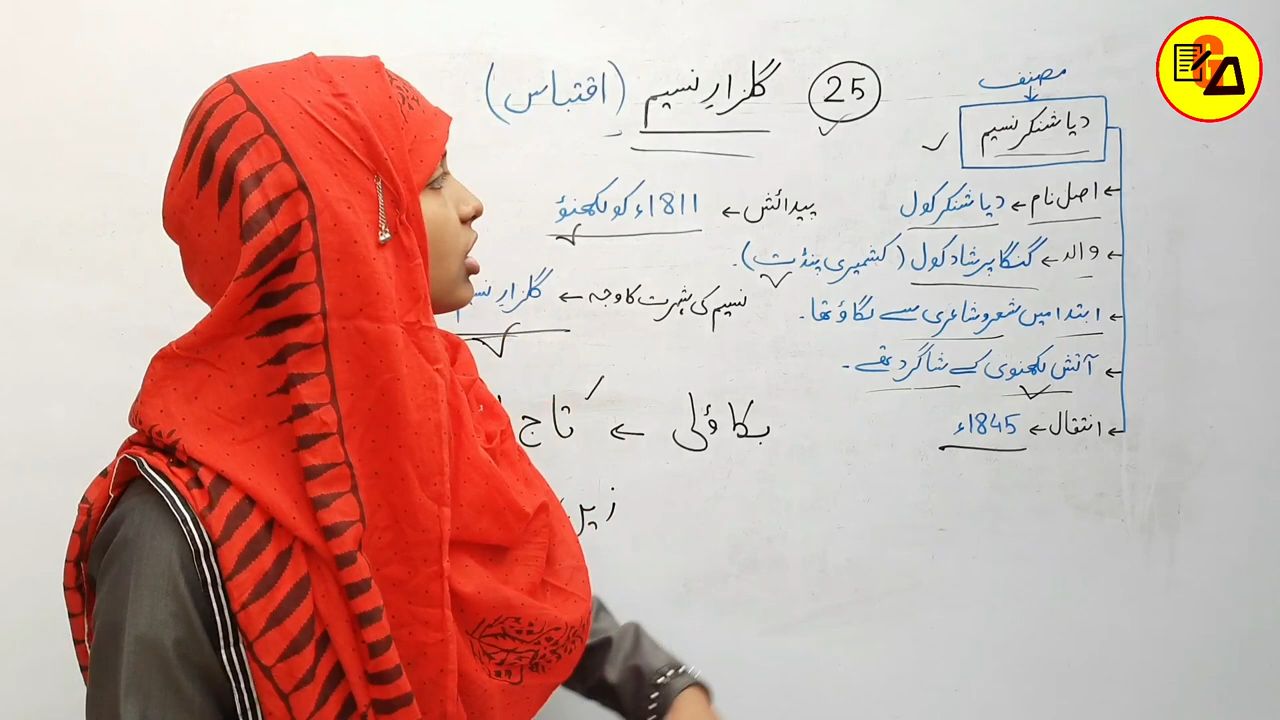 25 گلزارِ نسیم (اقتباس)
مصنف
دیا شنکر نسیم
اصل نام ← دیا شنکر کول
والد ← گنگا پرشاد کول (کشمیری پنڈت)۔
ابتدا میں شعر و شاعری سے لگاؤ تھا۔
آتش لکھنوی کے شاگرد تھے۔
انتقال ← 1845ء
پیدائش ← 1811ء کو لکھنؤ
نسیم کی شہرت کا وجہ ← گلزارِ
بکاؤلی ← تاج